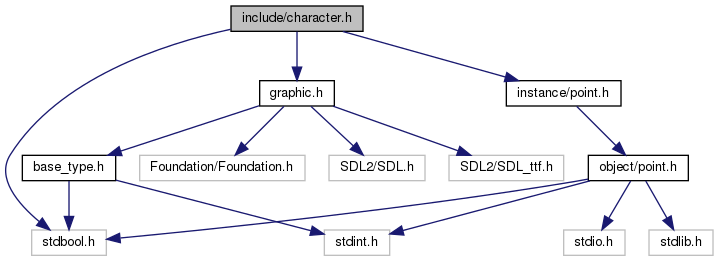 include/character.h
graphic.h
instance/point.h
base_type.h
Foundation/Foundation.h
SDL2/SDL.h
SDL2/SDL_ttf.h
object/point.h
stdbool.h
stdint.h
stdio.h
stdlib.h